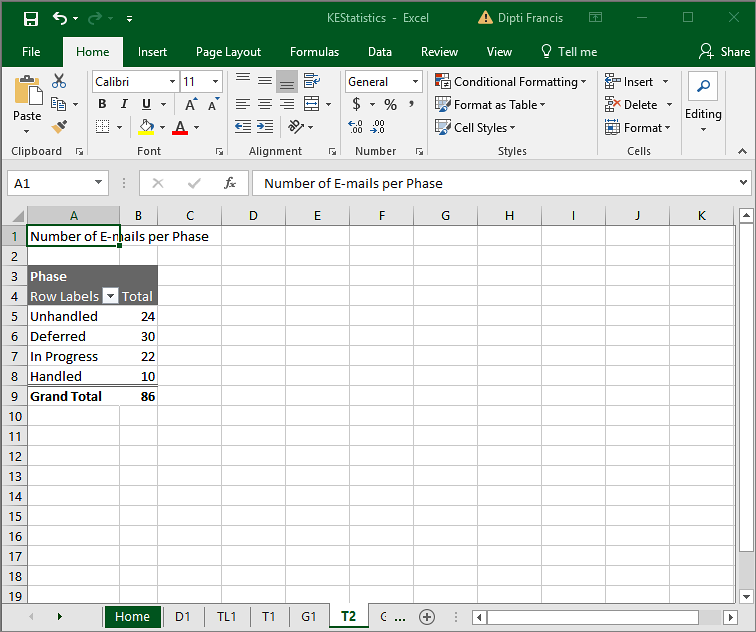 KEStatistics - Excel Dipti Francis
File Home Insert Page Layout Formulas Data Review View Tell me Share
Calibri 11 General Conditional Formatting Insert
Paste B I U A A $ % , Format as Table Delete Editing
A Cell Styles Format
Clipboard Font Alignment Number Styles Cells
A1 fx Number of E-mails per Phase
A B C D E F G H I J K
1 Number of E-mails per Phase
2
3 Phase
4 Row Labels Total
5 Unhandled 24
6 Deferred 30
7 In Progress 22
8 Handled 10
9 Grand Total 86
10
11
12
13
14
15
16
17
18
19
Home D1 TL1 T1 G1 T2 ...